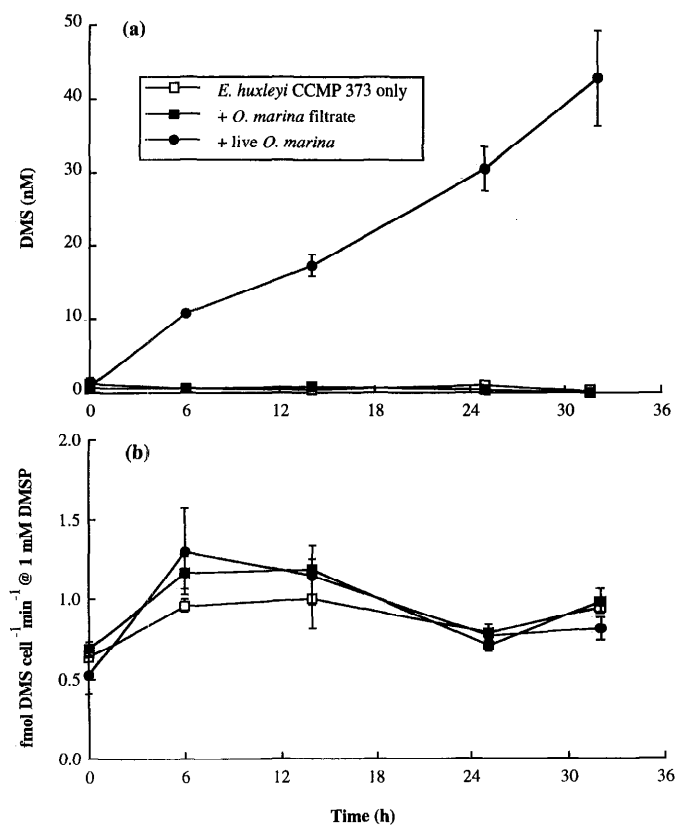 (a)
50
40
30
20
10
0
DMS (nM)
E. huxleyi CCMP 373 only
+ O. marina filtrate
+ live O. marina
0 6 12 18 24 30 36
(b)
2.0
1.5
1.0
0.5
0.0
fmol DMS cell⁻¹min⁻¹ @ 1 mM DMSP
0 6 12 18 24 30 36
Time (h)